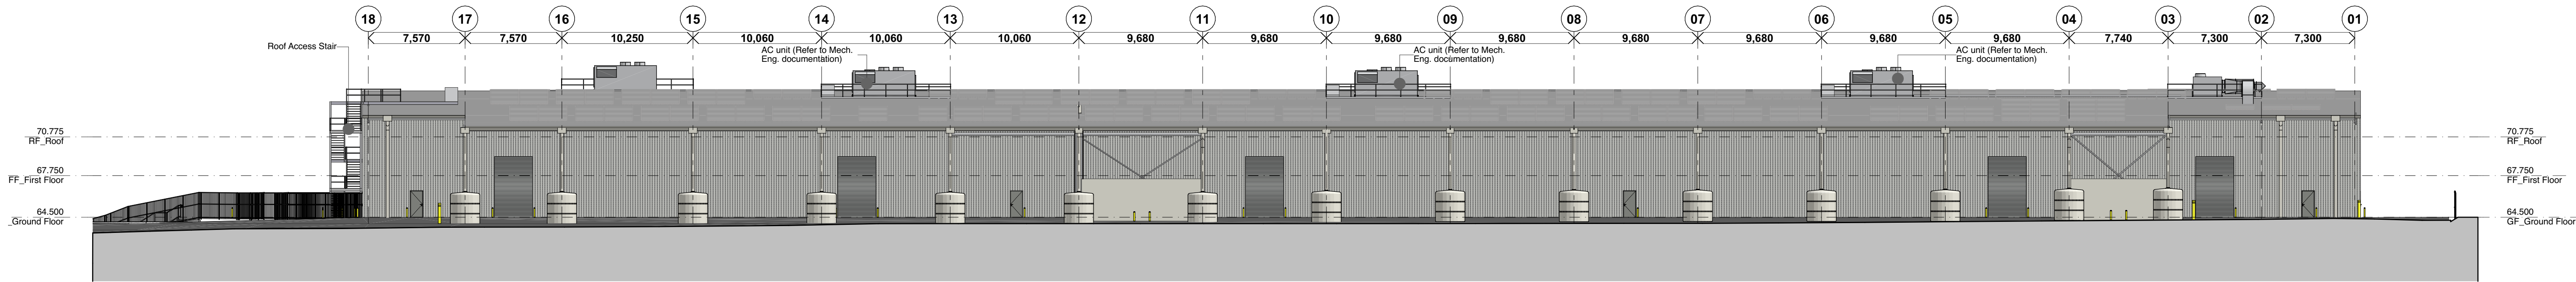 18 17 16 15 14 13 12 11 10 09 08 07 06 05 04 03 02 01
7,570 7,570 10,250 10,060 10,060 10,060 9,680 9,680 9,680 9,680 9,680 9,680 9,680 9,680 7,740 7,300 7,300
Roof Access Stair
AC unit (Refer to Mech.
Eng. documentation)
AC unit (Refer to Mech.
Eng. documentation)
AC unit (Refer to Mech.
Eng. documentation)
70.775
RF_Roof
67.750
FF_First Floor
64.500
_Ground Floor
70.775
RF_Roof
67.750
FF_First Floor
64.500
GF_Ground Floor